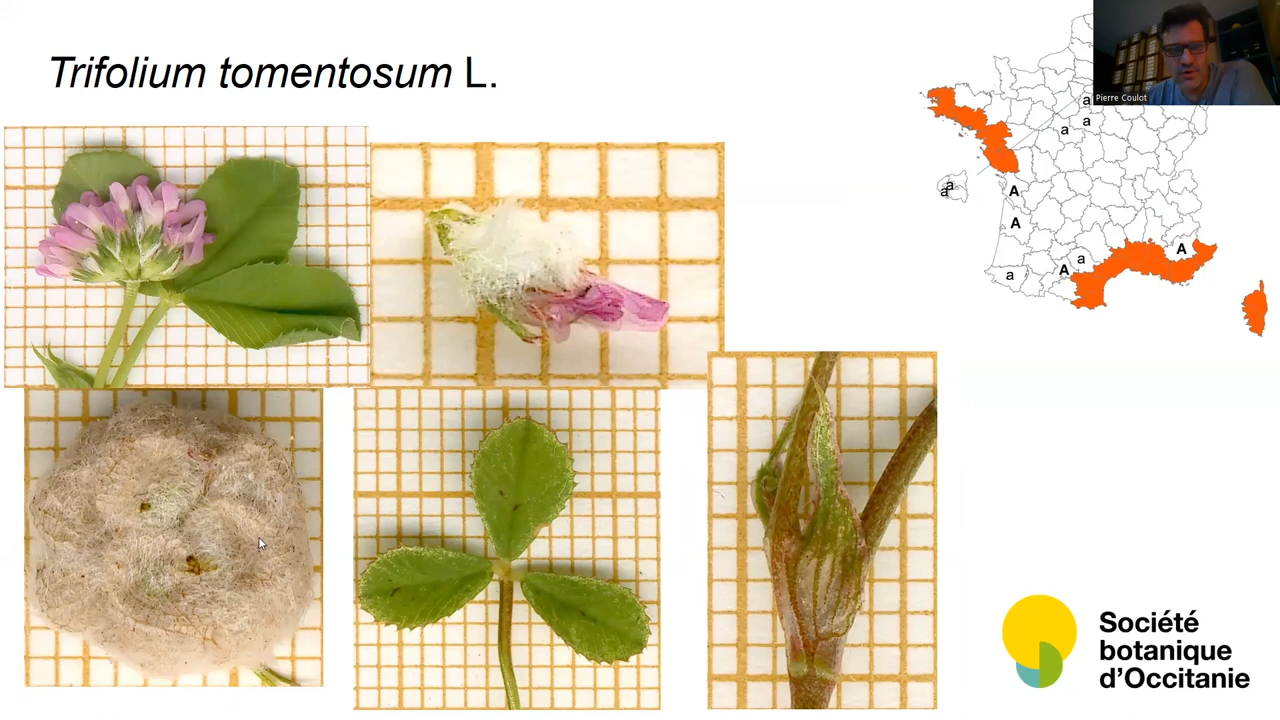 Trifolium tomentosum L.
Pierre Coulot
a
a
a
a
a
A
A
A
a
A
a
Société
botanique
d'Occitanie